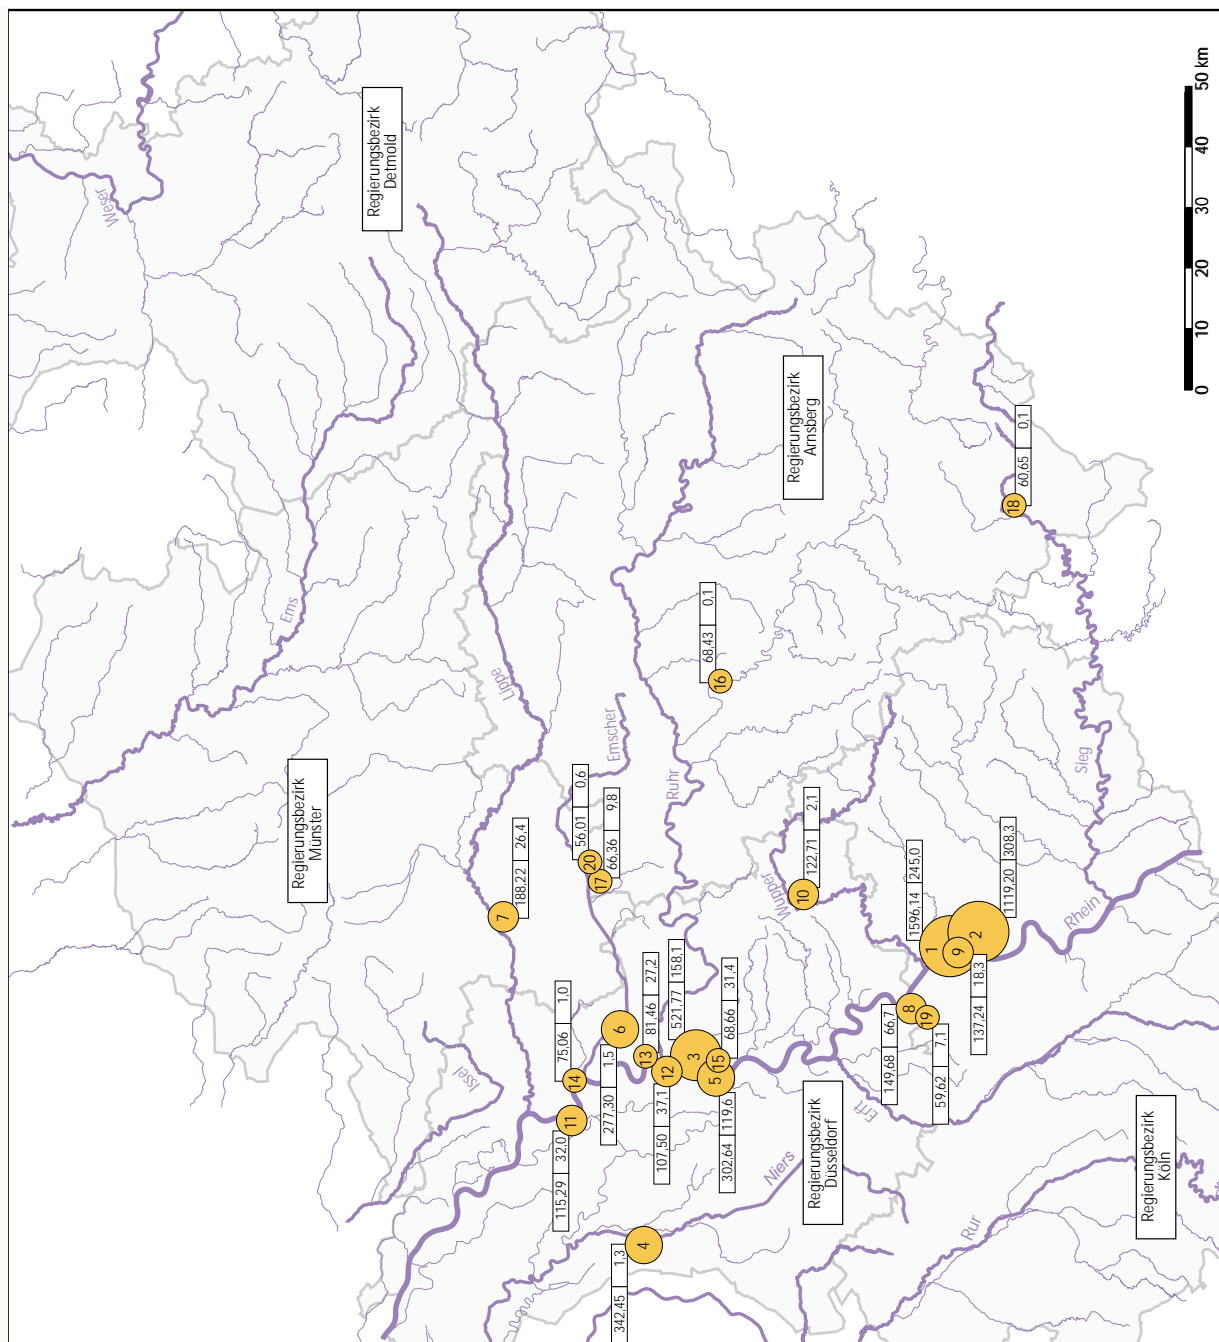 Weser
Regierungsbezirk
Detmold
Ems
Regierungsbezirk
Münster
Lippe
Emscher
Ruhr
Issel
Regierungsbezirk
Arnsberg
Wupper
Sieg
Rhein
Erft
Niers
Rur
Regierungsbezirk
Düsseldorf
Regierungsbezirk
Köln
0 10 20 30 40 50 km
1
1596,14 245,0
2
1119,20 308,3
3
521,77 158,1
4
342,45 1,3
5
302,64 119,6
6
277,30 1,5
7
188,22 26,4
8
149,68 66,7
9
137,24 18,3
10
122,71 2,1
11
115,29 32,0
12
107,50 37,1
13
81,46 27,2
14
75,06 1,0
15
68,66 31,4
16
68,43 0,1
17
66,36 9,8
18
60,65 0,1
19
59,62 7,1
20
56,01 0,6